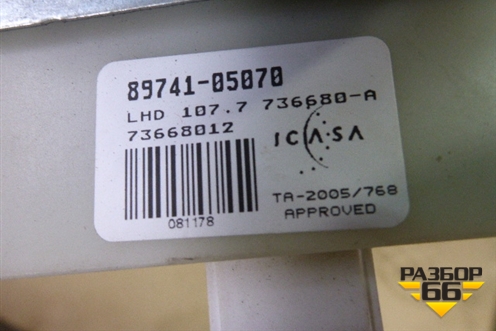 89741-05070
LHD 107.7 736680-A
73668012
ICASA
081178
TA-2005/768
APPROVED
РАЗБОР
66